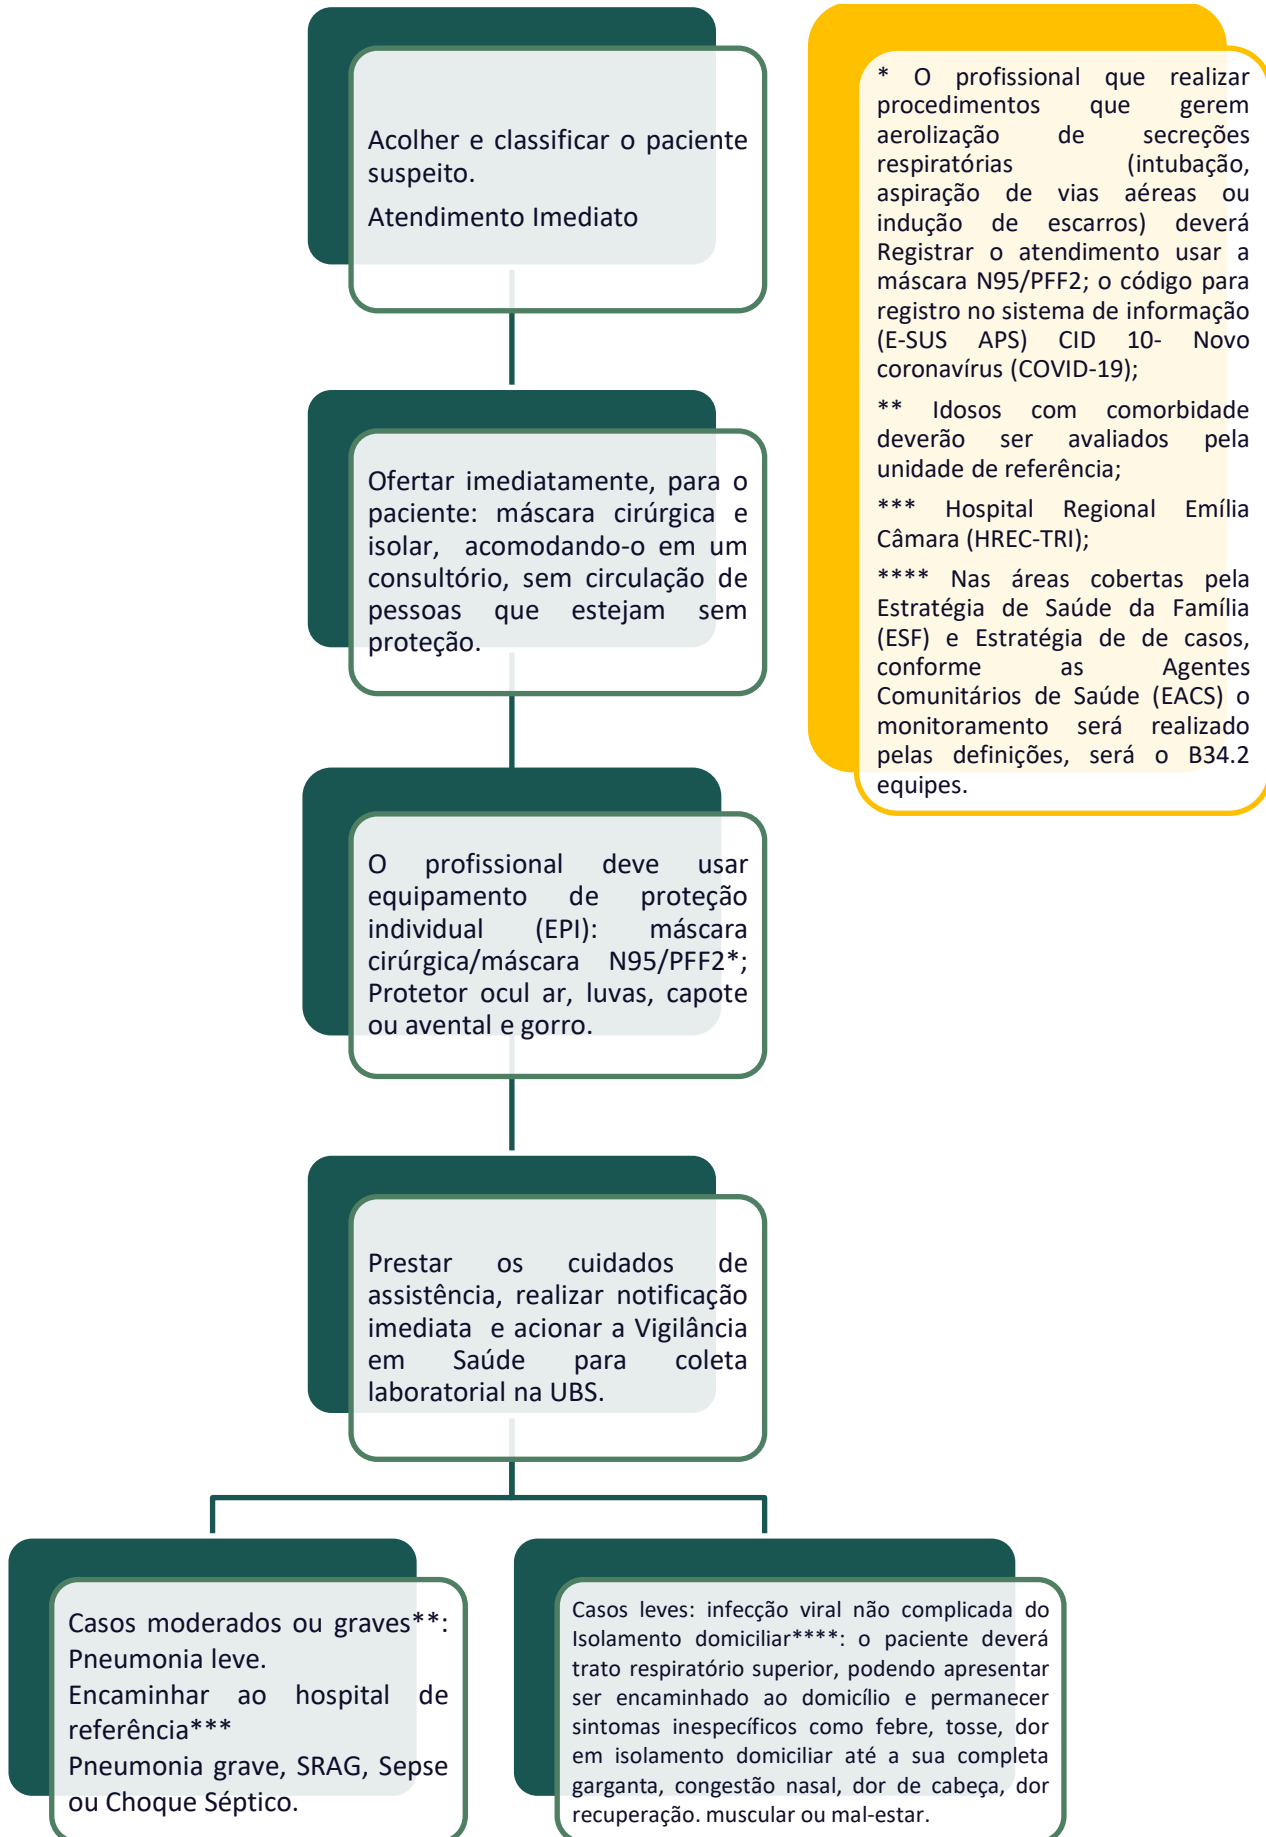 Acolher e classificar o paciente
suspeito.
Atendimento Imediato
Ofertar imediatamente, para o
paciente: máscara cirúrgica e
isolar, acomodando-o em um
consultório, sem circulação de
pessoas que estejam sem
proteção.
O profissional deve usar
equipamento de proteção
individual (EPI): máscara
cirúrgica/máscara N95/PFF2*;
Protetor ocul ar, luvas, capote
ou avental e gorro.
Prestar os cuidados de
assistência, realizar notificação
imediata e acionar a Vigilância
em Saúde para coleta
laboratorial na UBS.
Casos moderados ou graves**:
Pneumonia leve.
Encaminhar ao hospital de
referência***
Pneumonia grave, SRAG, Sepse
ou Choque Séptico.
Casos leves: infecção viral não complicada do
Isolamento domiciliar****: o paciente deverá
trato respiratório superior, podendo apresentar
ser encaminhado ao domicílio e permanecer
sintomas inespecíficos como febre, tosse, dor
em isolamento domiciliar até a sua completa
garganta, congestão nasal, dor de cabeça, dor
recuperação. muscular ou mal-estar.
* O profissional que realizar
procedimentos que gerem
aerolização de secreções
respiratórias (intubação,
aspiração de vias aéreas ou
indução de escarros) deverá
Registrar o atendimento usar a
máscara N95/PFF2; o código para
registro no sistema de informação
(E-SUS APS) CID 10- Novo
coronavírus (COVID-19);
** Idosos com comorbidade
deverão ser avaliados pela
unidade de referência;
*** Hospital Regional Emília
Câmara (HREC-TRI);
**** Nas áreas cobertas pela
Estratégia de Saúde da Família
(ESF) e Estratégia de de casos,
conforme as Agentes
Comunitários de Saúde (EACS) o
monitoramento será realizado
pelas definições, será o B34.2
equipes.